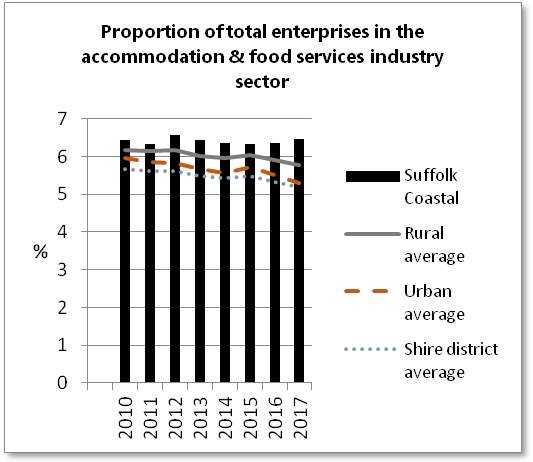 Proportion of total enterprises in the
accommodation & food services industry
sector
7
6
5
4
3
2
1
0
%
2010
2011
2012
2013
2014
2015
2016
2017
Suffolk
Coastal
Rural
average
Urban
average
Shire district
average